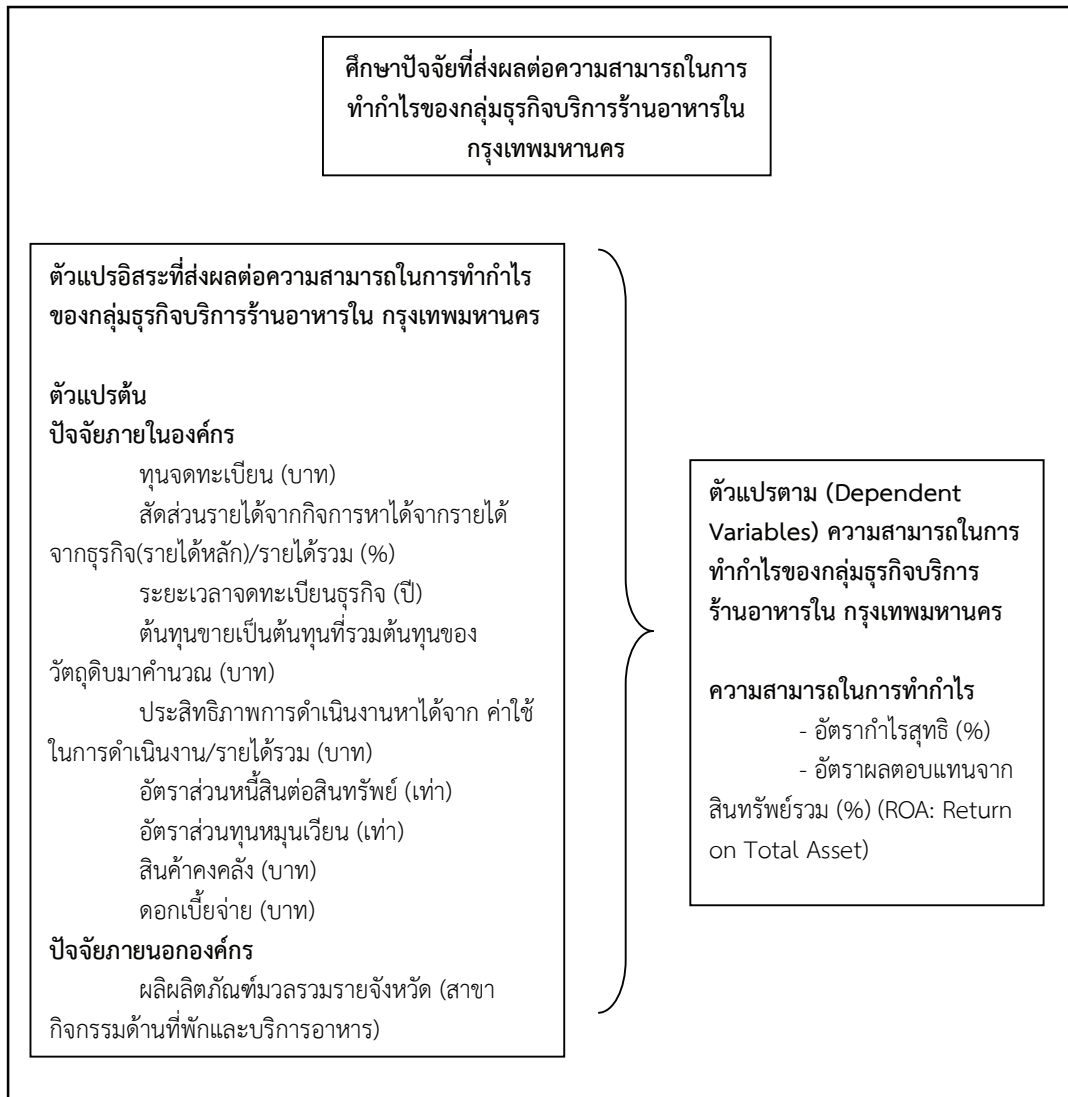 ศึกษาปัจจัยที่ส่งผลต่อความสามารถในการ
ทำกำไรของกลุ่มธุรกิจบริการร้านอาหารใน
กรุงเทพมหานคร
ตัวแปรอิสระที่ส่งผลต่อความสามารถในการทำกำไร
ของกลุ่มธุรกิจบริการร้านอาหารใน กรุงเทพมหานคร
ตัวแปรต้น
ปัจจัยภายในองค์กร
ทุนจดทะเบียน (บาท)
สัดส่วนรายได้จากกิจการหาได้จากรายได้
จากธุรกิจ(รายได้หลัก)/รายได้รวม (%)
ระยะเวลาจดทะเบียนธุรกิจ (ปี)
ต้นทุนขายเป็นต้นทุนที่รวมต้นทุนของ
วัตถุดิบมาคำนวณ (บาท)
ประสิทธิภาพการดำเนินงานหาได้จาก ค่าใช้
ในการดำเนินงาน/รายได้รวม (บาท)
อัตราส่วนหนี้สินต่อสินทรัพย์ (เท่า)
อัตราส่วนทุนหมุนเวียน (เท่า)
สินค้าคงคลัง (บาท)
ดอกเบี้ยจ่าย (บาท)
ปัจจัยภายนอกองค์กร
ผลิผลิตภัณฑ์มวลรวมรายจังหวัด (สาขา
กิจกรรมด้านที่พักและบริการอาหาร)
ตัวแปรตาม (Dependent
Variables) ความสามารถในการ
ทำกำไรของกลุ่มธุรกิจบริการ
ร้านอาหารใน กรุงเทพมหานคร
ความสามารถในการทำกำไร
- อัตรากำไรสุทธิ (%)
- อัตราผลตอบแทนจาก
สินทรัพย์รวม (%) (ROA: Return
on Total Asset)